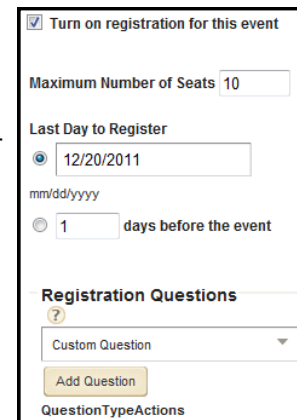 Turn on registration for this event
Maximum Number of Seats 10
Last Day to Register
12/20/2011
mm/dd/yyyy
1 days before the event
Registration Questions
?
Custom Question
Add Question
QuestionTypeActions